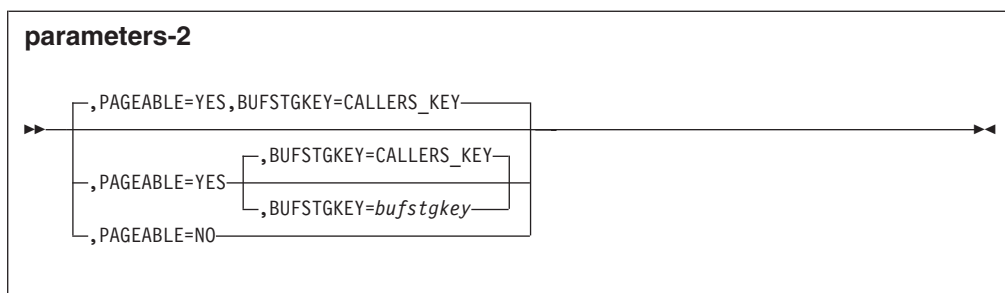 parameters-2
,PAGEABLE=YES,BUFSTGKEY=CALLERS_KEY
,BUFSTGKEY=CALLERS_KEY
,PAGEABLE=YES
,BUFSTGKEY=bufstgkey
,PAGEABLE=NO